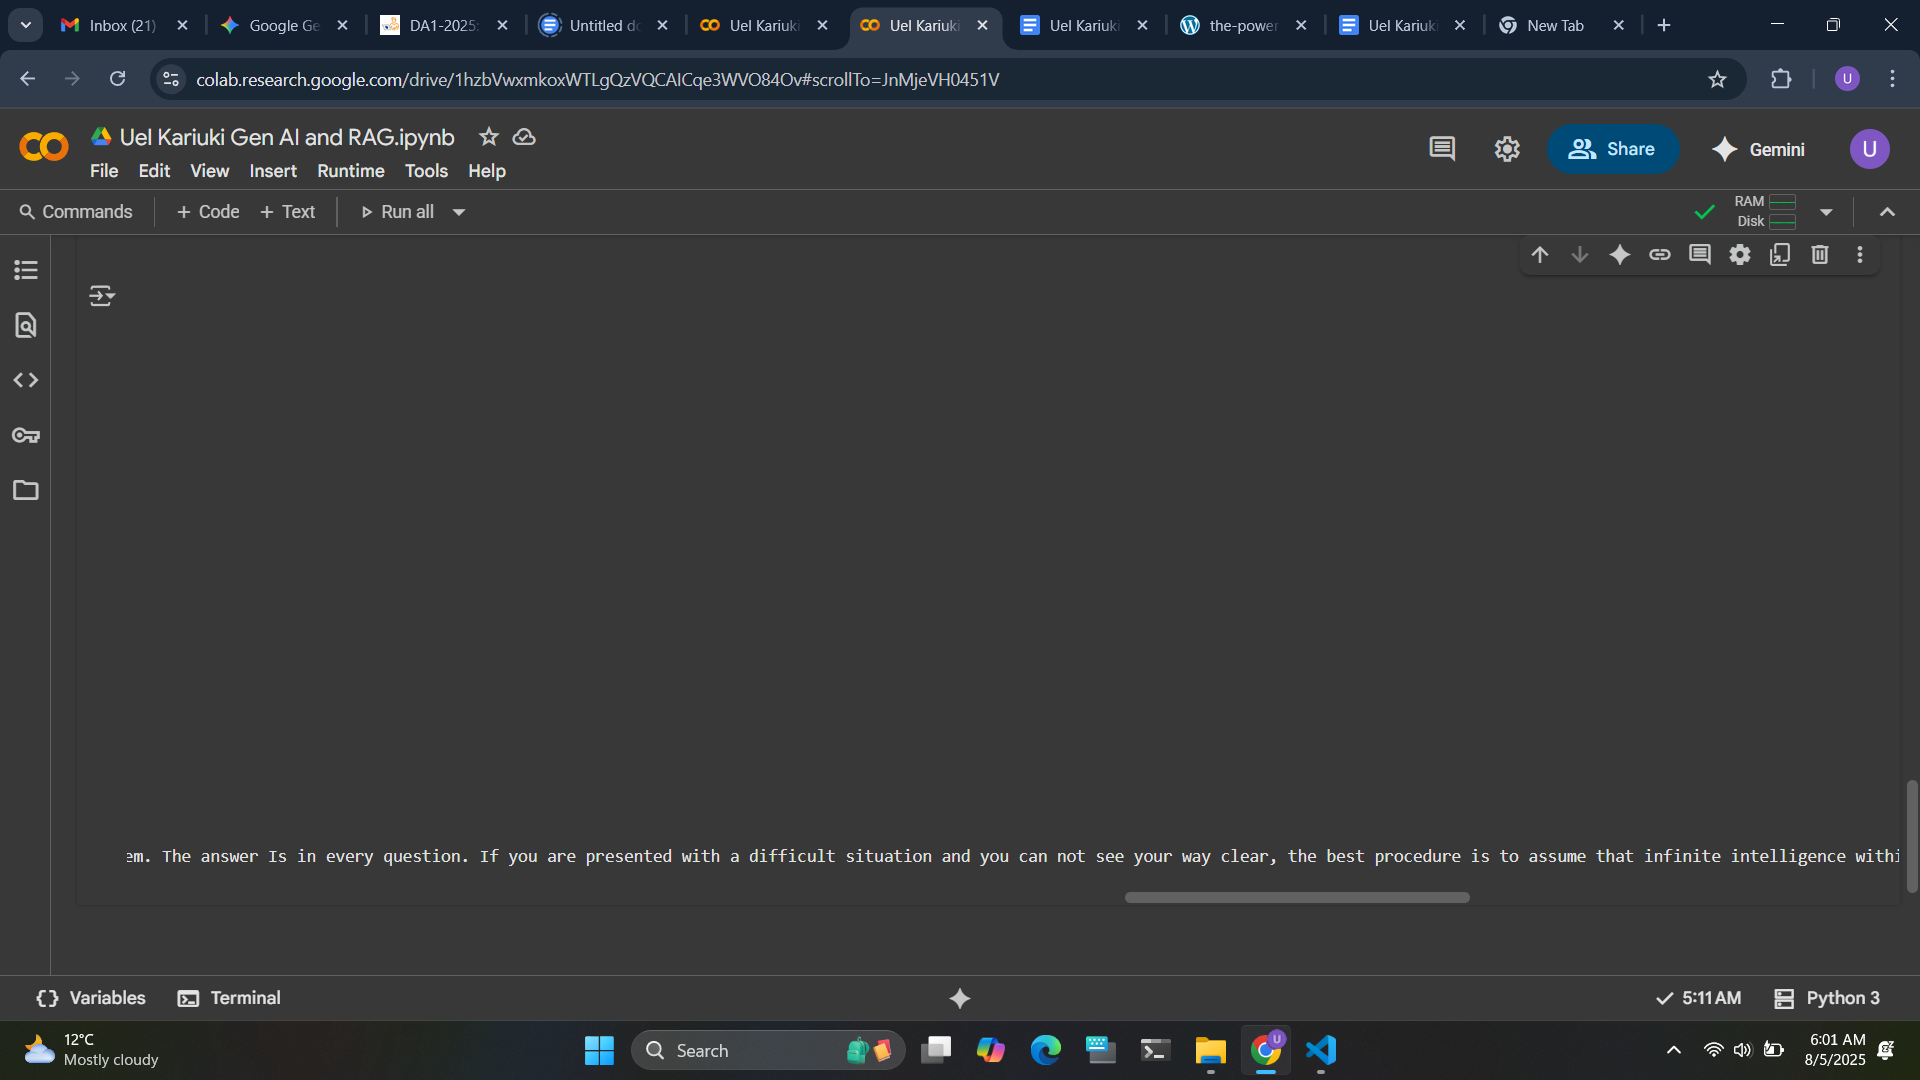 Inbox (21)
Google Ge
DA1-2025:
Untitled do
Uel Kariuki
Uel Kariuki
Uel Kariuki
the-power
Uel Kariuki
New Tab
colab.research.google.com/drive/1hzbVwxmkoxWTLgQzVQCAlCqe3WVO84Ov#scrollTo=JnMjeVH0451V
U
Uel Kariuki Gen AI and RAG.ipynb
File Edit View Insert Runtime Tools Help
Share
Gemini
U
Commands + Code + Text Run all
RAM
Disk
em. The answer Is in every question. If you are presented with a difficult situation and you can not see your way clear, the best procedure is to assume that infinite intelligence withi
Variables Terminal
5:11 AM Python 3
12°C
Mostly cloudy
Search
U
6:01 AM
8/5/2025